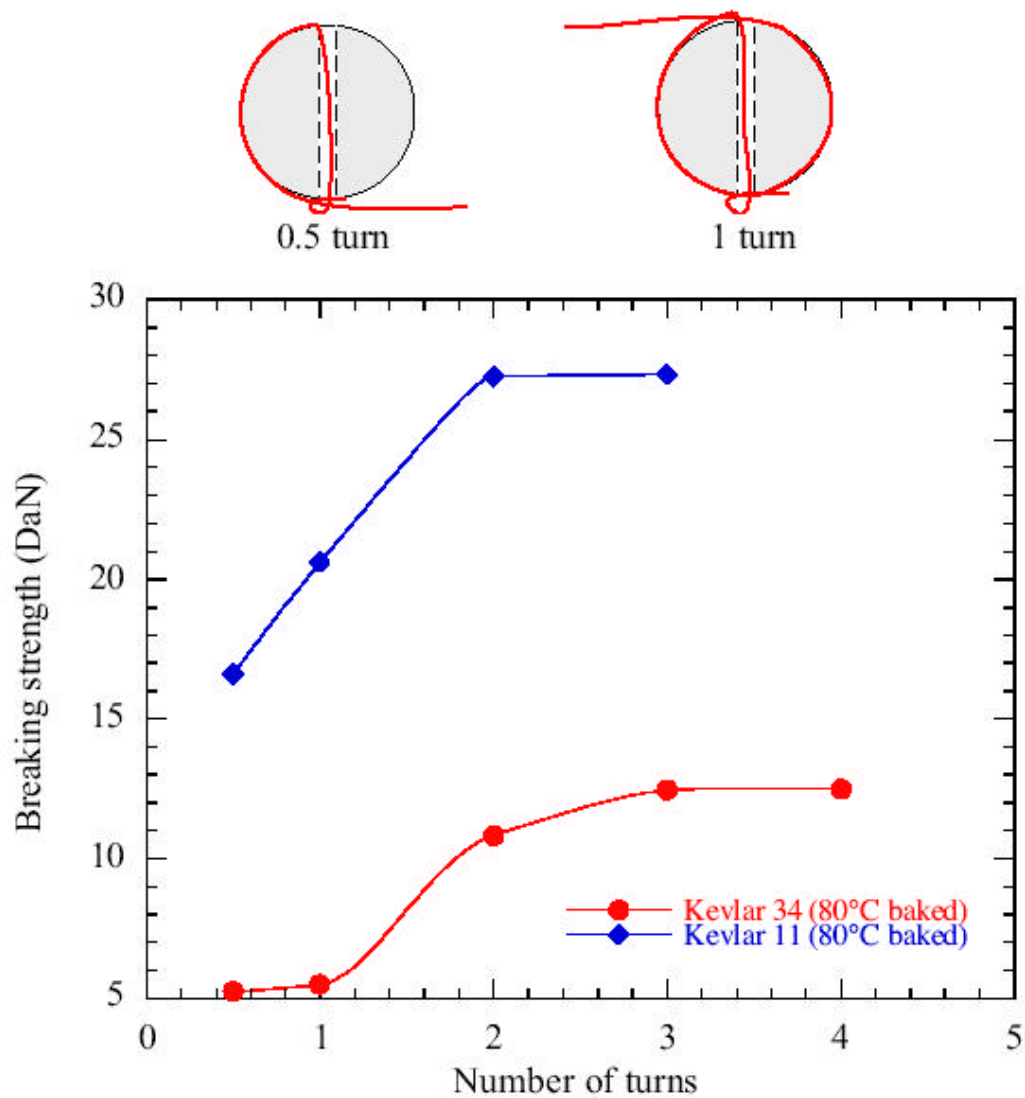 0.5 turn
1 turn
30
25
20
15
10
5
Breaking strength (DaN)
Kevlar 34 (80°C baked)
Kevlar 11 (80°C baked)
0 1 2 3 4 5
Number of turns